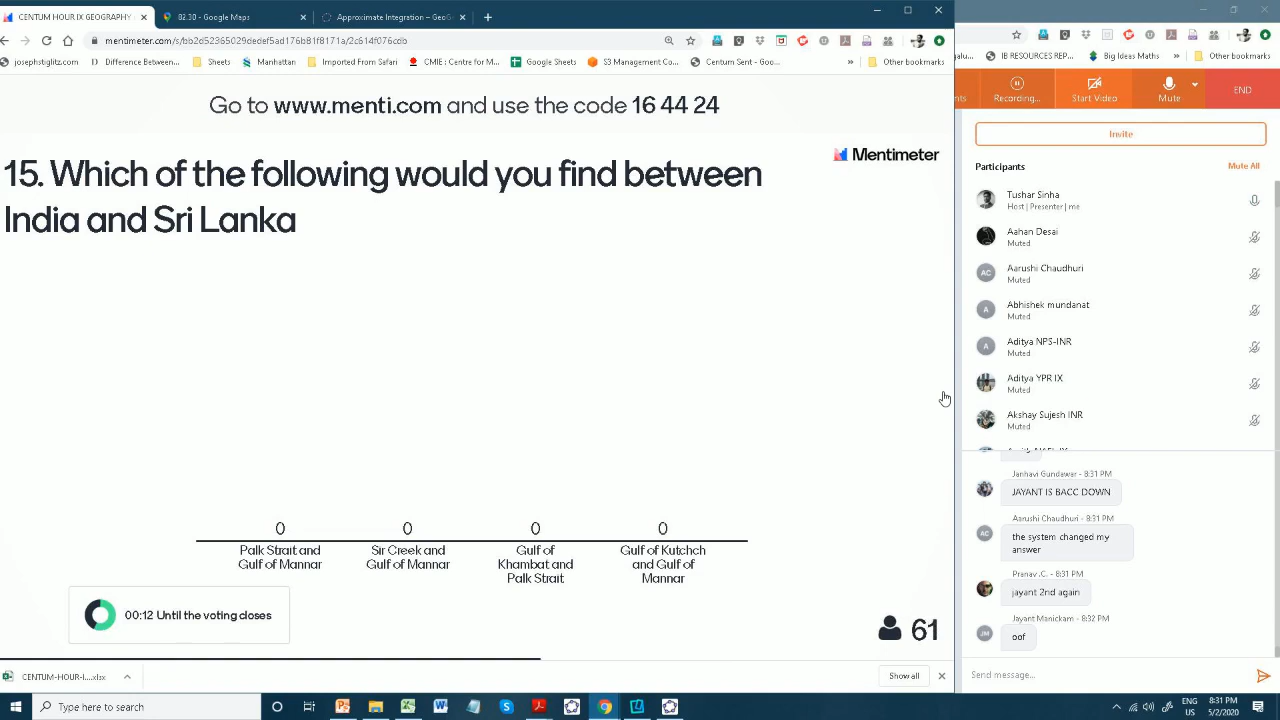 CENTUM HOUR IX GEOGRAPHY
82.30 - Google Maps
Approximate Integration – GeoG
mentimeter.com/s/bb2d52365029dedef5ad176b81f8171a/2c614f076cdb
josephstiglitz.com
Difference Between...
Sheets
Manhattan
Imported From Safari
CMIE : Centre for M...
Google Sheets
S3 Management Co...
Centum Sent - Goo...
Other bookmarks
IB RESOURCES REP...
Big Ideas Maths
Other bookmarks
Go to www.menti.com and use the code 16 44 24
Mentimeter
15. Which of the following would you find between
India and Sri Lanka
0
0
0
0
Palk Strait and
Gulf of Mannar
Sir Creek and
Gulf of Mannar
Gulf of
Khambat and
Palk Strait
Gulf of Kutchch
and Gulf of
Mannar
00:12 Until the voting closes
61
Recording...
Start Video
Mute
END
Invite
Participants
Mute All
Tushar Sinha
Host | Presenter | me
Aahan Desai
Muted
AC
Aarushi Chaudhuri
Muted
A
Abhishek mundanat
Muted
A
Aditya NPS-INR
Muted
Aditya YPR IX
Muted
Akshay Sujesh INR
Muted
Janhavi Gundawar - 8:31 PM
JAYANT IS BACC DOWN
Aarushi Chaudhuri - 8:31 PM
AC
the system changed my
answer
Pranav .C. - 8:31 PM
jayant 2nd again
Jayant Manickam - 8:32 PM
JM
oof
Send message...
CENTUM-HOUR-I....xlsx
Show all
Type here to search
ENG
US
8:31 PM
5/2/2020